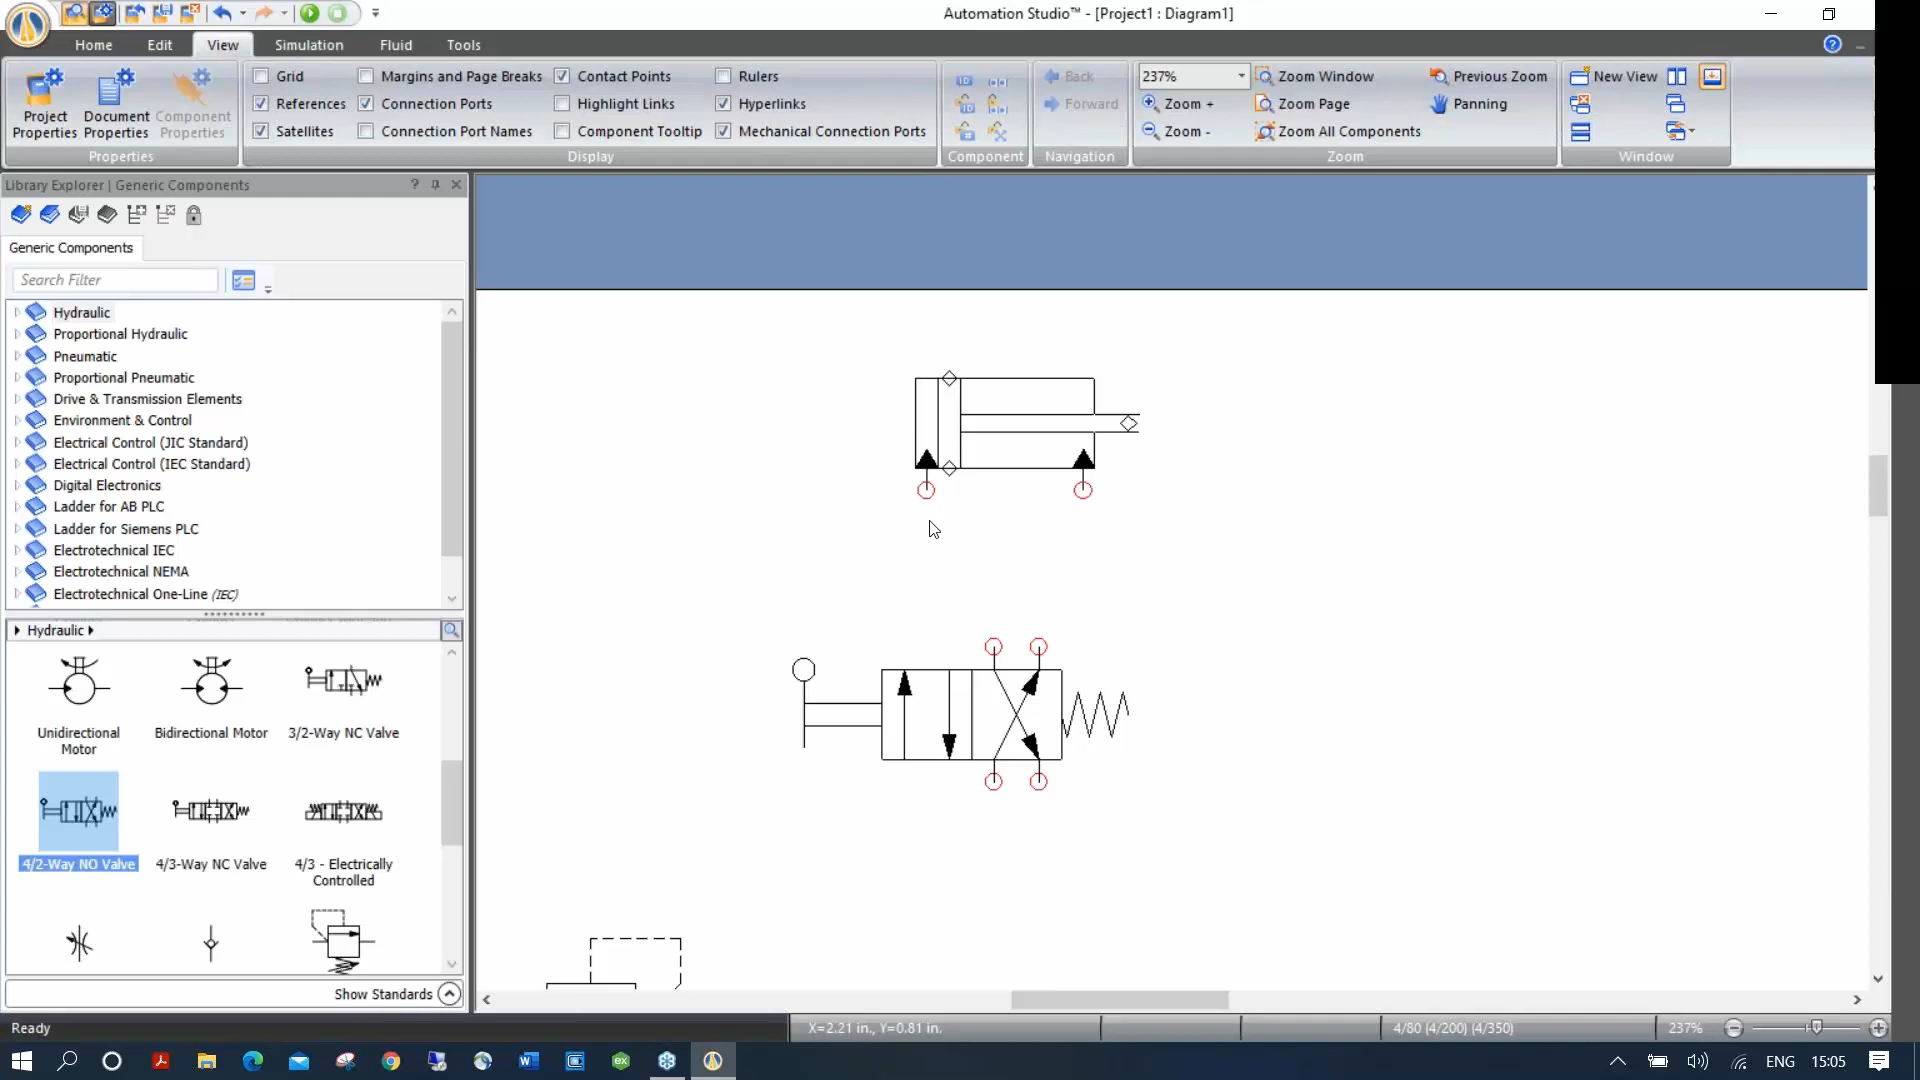 Automation Studio™ - [Project1 : Diagram1]
Home Edit View Simulation Fluid Tools
Project Properties
Document Properties
Component Properties
Properties
Grid
References
Satellites
Margins and Page Breaks
Connection Ports
Connection Port Names
Contact Points
Highlight Links
Component Tooltip
Rulers
Hyperlinks
Mechanical Connection Ports
Display
Component
Back
Forward
Navigation
237%
Zoom +
Zoom -
Zoom Window
Zoom Page
Zoom All Components
Previous Zoom
Panning
Zoom
New View
Window
Library Explorer | Generic Components
Generic Components
Search Filter
Hydraulic
Proportional Hydraulic
Pneumatic
Proportional Pneumatic
Drive & Transmission Elements
Environment & Control
Electrical Control (JIC Standard)
Electrical Control (IEC Standard)
Digital Electronics
Ladder for AB PLC
Ladder for Siemens PLC
Electrotechnical IEC
Electrotechnical NEMA
Electrotechnical One-Line (IEC)
Hydraulic
Unidirectional Motor
Bidirectional Motor
3/2-Way NC Valve
4/2-Way NO Valve
4/3-Way NC Valve
4/3 - Electrically Controlled
Show Standards
Ready
X=2.21 in., Y=0.81 in.
4/80 (4/200) (4/350)
237%
ENG
15:05